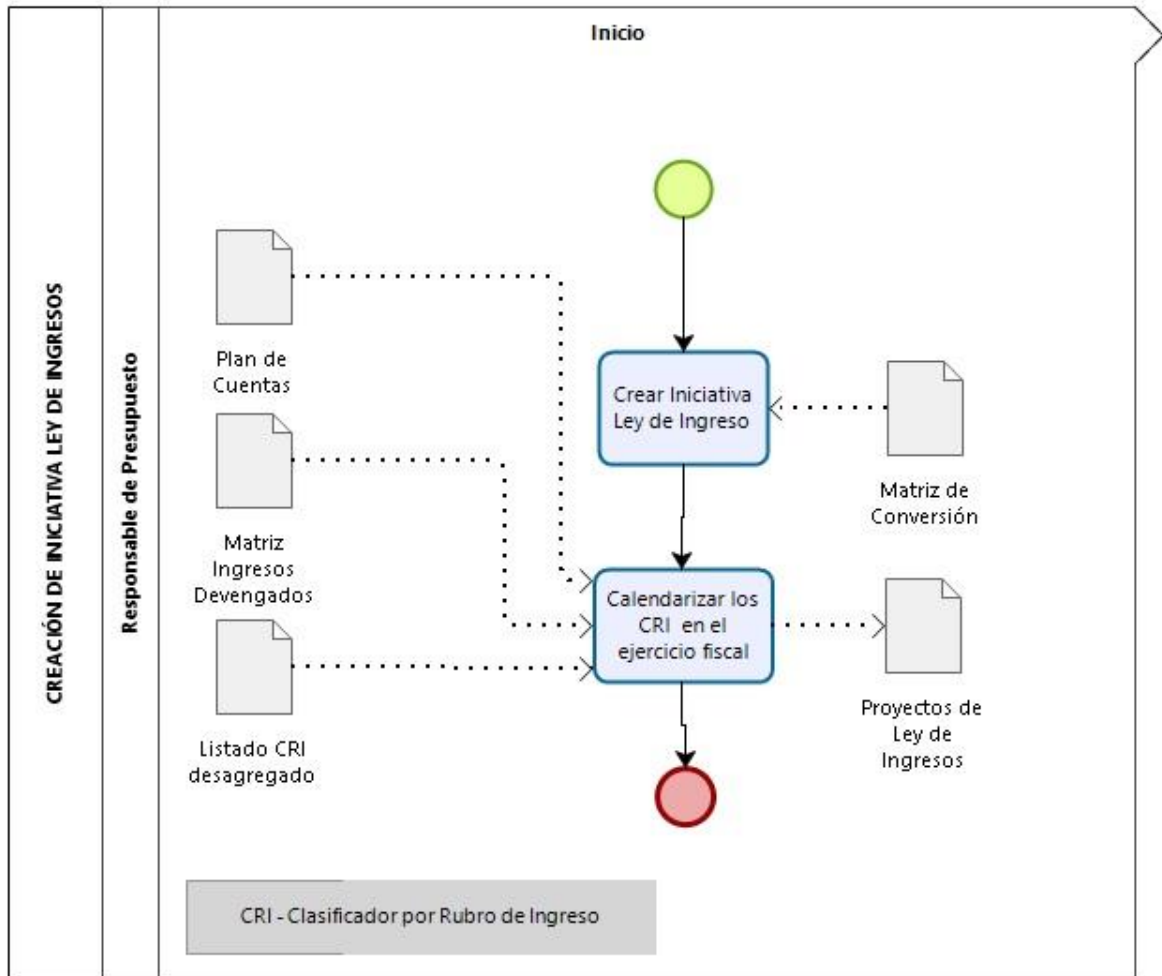 CREACIÓN DE INICIATIVA LEY DE INGRESOS
Responsable de Presupuesto
Inicio
Plan de
Cuentas
Crear Iniciativa
Ley de Ingreso
Matriz de
Conversión
Matriz
Ingresos
Devengados
Calendarizar los
CRI en el
ejercicio fiscal
Listado CRI
desagregado
Proyectos de
Ley de
Ingresos
CRI - Clasificador por Rubro de Ingreso